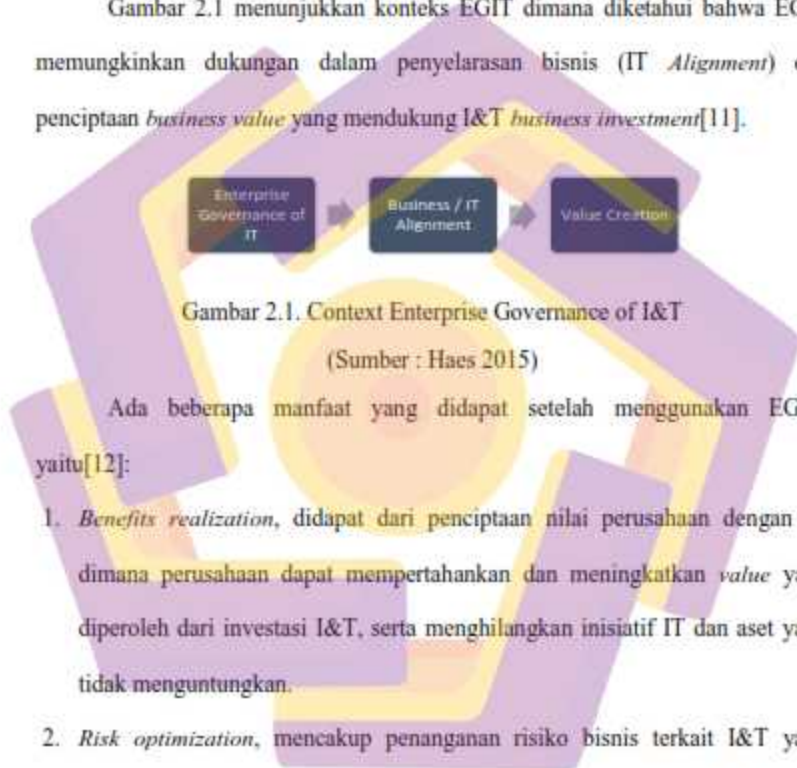 Gambar 2.1 menunjukkan konteks EGIT dimana diketahui bahwa
memungkinkan dukungan dalam penyelarasan bisnis (IT Alignment)
penciptaan business value yang mendukung I&T business investment[11].
Enterprise
Governance of
IT
Business / IT
Alignment
Value Creation
Gambar 2.1. Context Enterprise Governance of I&T
(Sumber : Haes 2015)
Ada beberapa manfaat yang didapat setelah menggunakan
yaitu[12]:
1. Benefits realization, didapat dari penciptaan nilai perusahaan dengan
dimana perusahaan dapat mempertahankan dan meningkatkan value
diperoleh dari investasi I&T, serta menghilangkan inisiatif IT dan aset
tidak menguntungkan.
2. Risk optimization, mencakup penanganan risiko bisnis terkait I&T